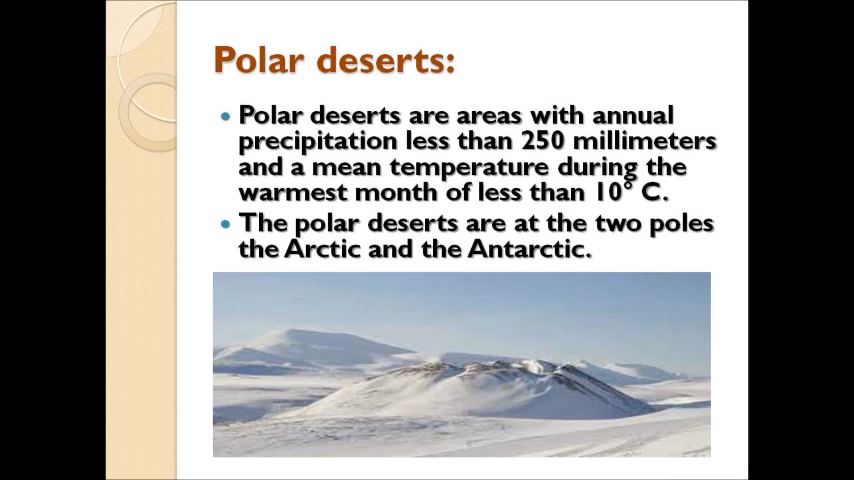 Polar deserts:
• Polar deserts are areas with annual
precipitation less than 250 millimeters
and a mean temperature during the
warmest month of less than 10° C.
• The polar deserts are at the two poles
the Arctic and the Antarctic.